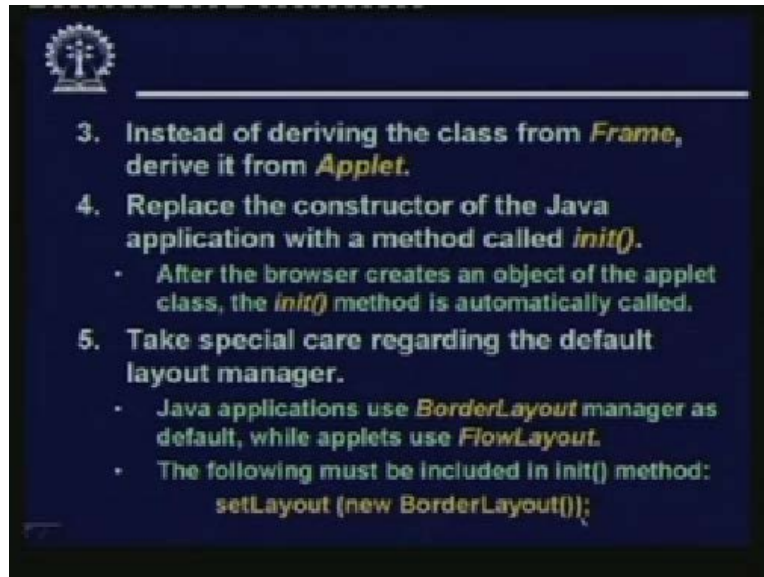 3. Instead of deriving the class from Frame,
derive it from Applet.
4. Replace the constructor of the Java
application with a method called init().
· After the browser creates an object of the applet
class, the init() method is automatically called.
5. Take special care regarding the default
layout manager.
· Java applications use BorderLayout manager as
default, while applets use FlowLayout.
· The following must be included in init() method:
setLayout (new BorderLayout());